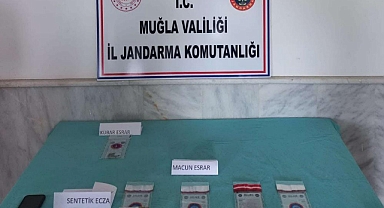 T.C.
MUĞLA VALİLİĞİ
İL JANDARMA KOMUTANLIĞI
KUBAR ESRAR
MACUN ESRAR
SENTETİK ECZA